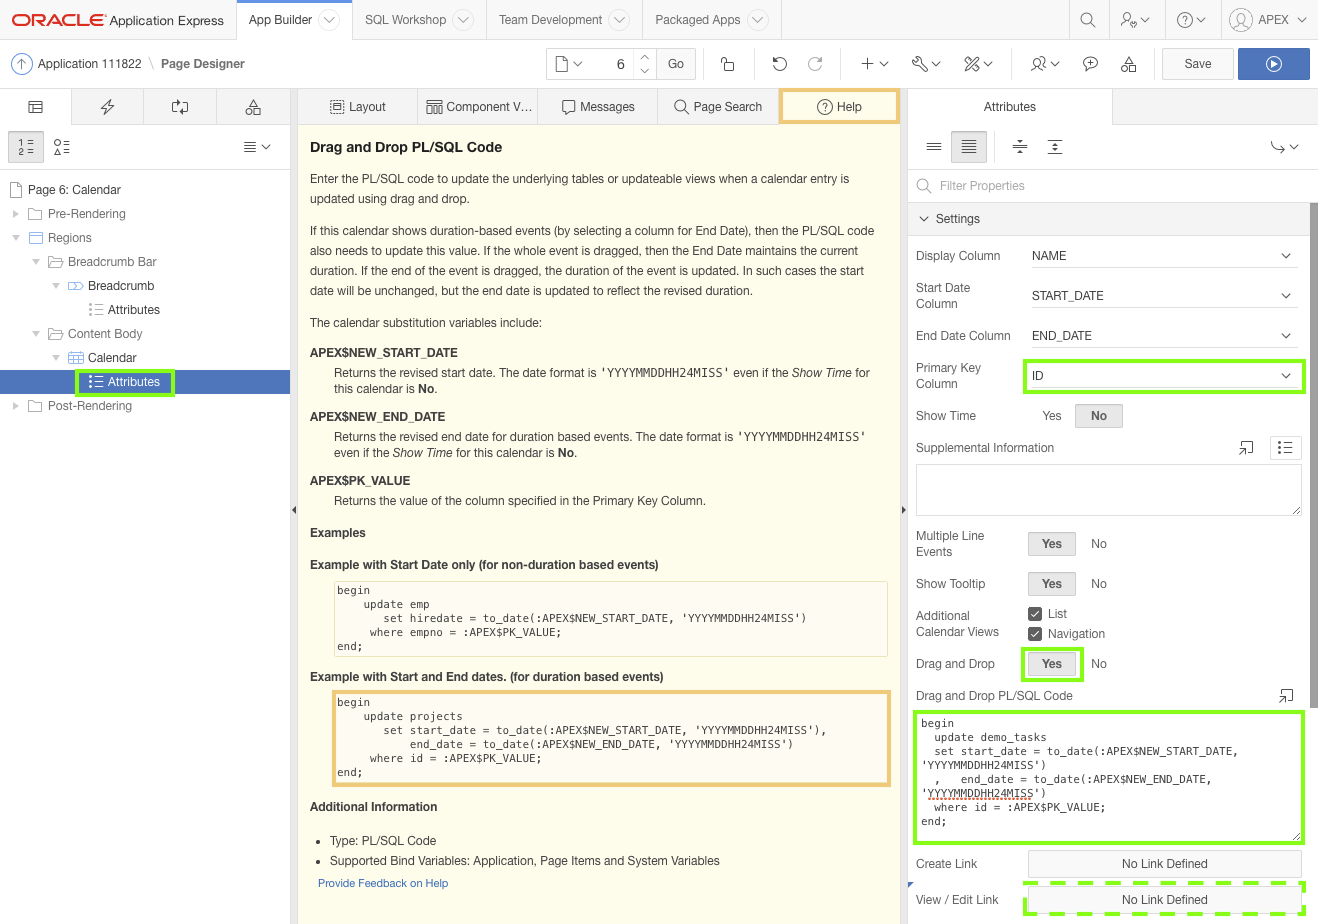 ORACLE Application Express
App Builder
SQL Workshop
Team Development
Packaged Apps
APEX
Application 111822 \ Page Designer
6
Go
Save
Layout
Component V...
Messages
Page Search
Help
Attributes
Page 6: Calendar
Pre-Rendering
Regions
Breadcrumb Bar
Breadcrumb
Attributes
Content Body
Calendar
Attributes
Post-Rendering
Drag and Drop PL/SQL Code
Enter the PL/SQL code to update the underlying tables or updateable views when a calendar entry is
updated using drag and drop.
If this calendar shows duration-based events (by selecting a column for End Date), then the PL/SQL code
also needs to update this value. If the whole event is dragged, then the End Date maintains the current
duration. If the end of the event is dragged, the duration of the event is updated. In such cases the start
date will be unchanged, but the end date is updated to reflect the revised duration.
The calendar substitution variables include:
APEX$NEW_START_DATE
Returns the revised start date. The date format is 'YYYYMMDDHH24MISS' even if the Show Time for
this calendar is No.
APEX$NEW_END_DATE
Returns the revised end date for duration based events. The date format is 'YYYYMMDDHH24MISS'
even if the Show Time for this calendar is No.
APEX$PK_VALUE
Returns the value of the column specified in the Primary Key Column.
Examples
Example with Start Date only (for non-duration based events)
begin
update emp
set hiredate = to_date(:APEX$NEW_START_DATE, 'YYYYMMDDHH24MISS')
where empno = :APEX$PK_VALUE;
end;
Example with Start and End dates. (for duration based events)
begin
update projects
set start_date = to_date(:APEX$NEW_START_DATE, 'YYYYMMDDHH24MISS'),
end_date = to_date(:APEX$NEW_END_DATE, 'YYYYMMDDHH24MISS')
where id = :APEX$PK_VALUE;
end;
Additional Information
• Type: PL/SQL Code
• Supported Bind Variables: Application, Page Items and System Variables
Provide Feedback on Help
Filter Properties
Settings
Display Column NAME
Start Date
Column START_DATE
End Date Column END_DATE
Primary Key
Column ID
Show Time Yes No
Supplemental Information
Multiple Line
Events Yes No
Show Tooltip Yes No
Additional
Calendar Views
List
Navigation
Drag and Drop Yes No
Drag and Drop PL/SQL Code
begin
update demo_tasks
set start_date = to_date(:APEX$NEW_START_DATE,
'YYYYMMDDHH24MISS')
, end_date = to_date(:APEX$NEW_END_DATE,
'YYYYMMDDHH24MISS')
where id = :APEX$PK_VALUE;
end;
Create Link No Link Defined
View / Edit Link No Link Defined